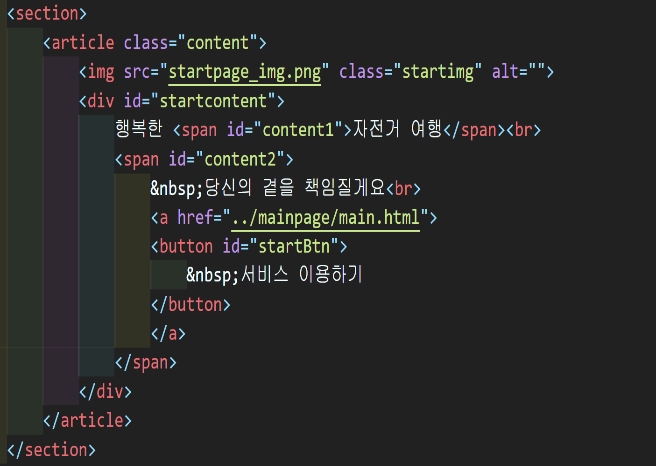 <section>
<article class="content">
<img src="startpage_img.png" class="startimg" alt="">
<div id="startcontent">
행복한 <span id="content1">자전거 여행</span><br>
<span id="content2">
&nbsp;당신의 곁을 책임질게요<br>
<a href="../mainpage/main.html">
<button id="startBtn">
&nbsp;서비스 이용하기
</button>
</a>
</span>
</div>
</article>
</section>